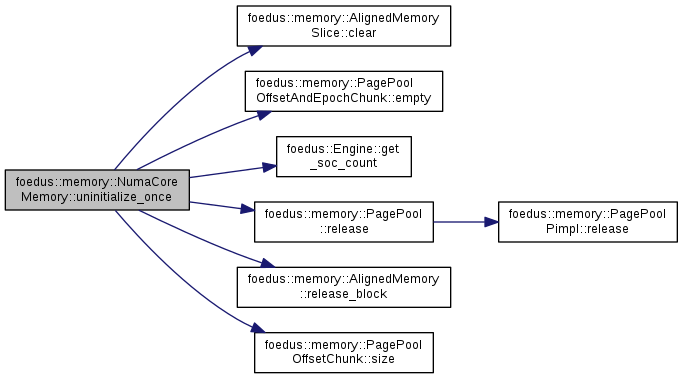 foedus::memory::AlignedMemory
Slice::clear
foedus::memory::PagePool
OffsetAndEpochChunk::empty
foedus::Engine::get
_soc_count
foedus::memory::NumaCore
Memory::uninitialize_once
foedus::memory::PagePool
::release
foedus::memory::PagePool
Pimpl::release
foedus::memory::AlignedMemory
::release_block
foedus::memory::PagePool
OffsetChunk::size